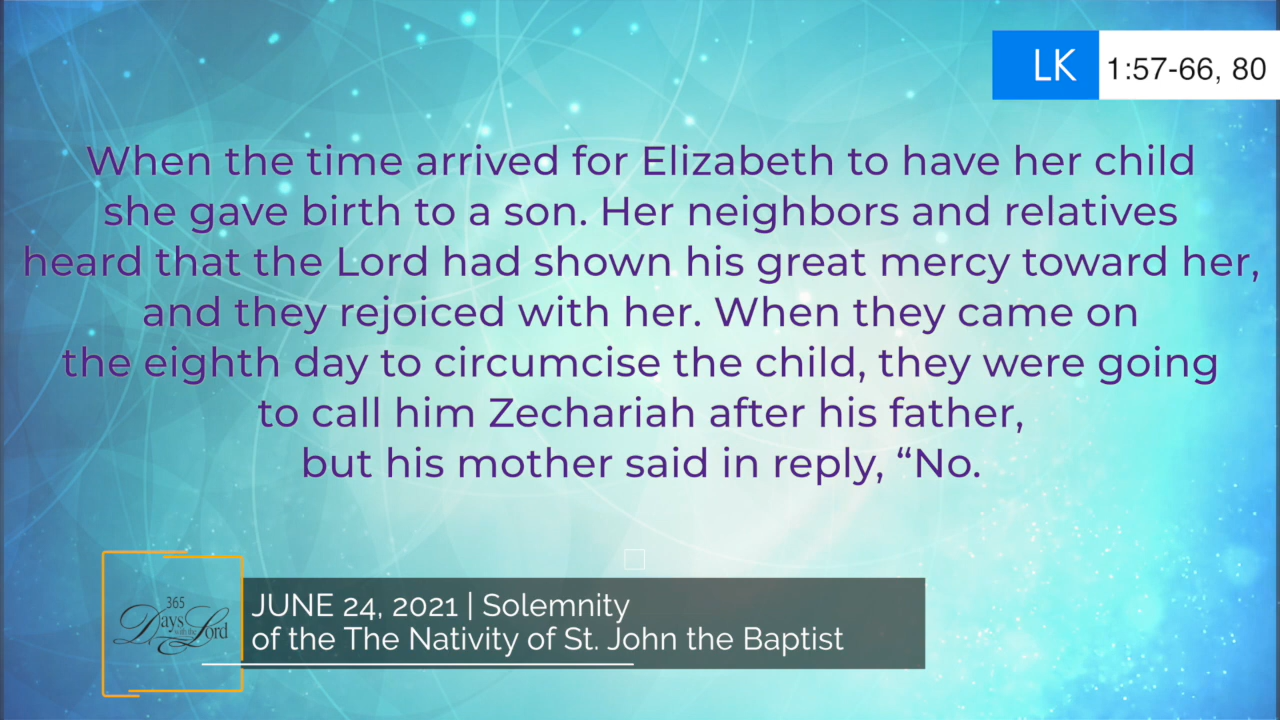 LK 1:57-66, 80
When the time arrived for Elizabeth to have her child
she gave birth to a son. Her neighbors and relatives
heard that the Lord had shown his great mercy toward her,
and they rejoiced with her. When they came on
the eighth day to circumcise the child, they were going
to call him Zechariah after his father,
but his mother said in reply, “No.
365
Days with the Lord
JUNE 24, 2021 | Solemnity
of the The Nativity of St. John the Baptist